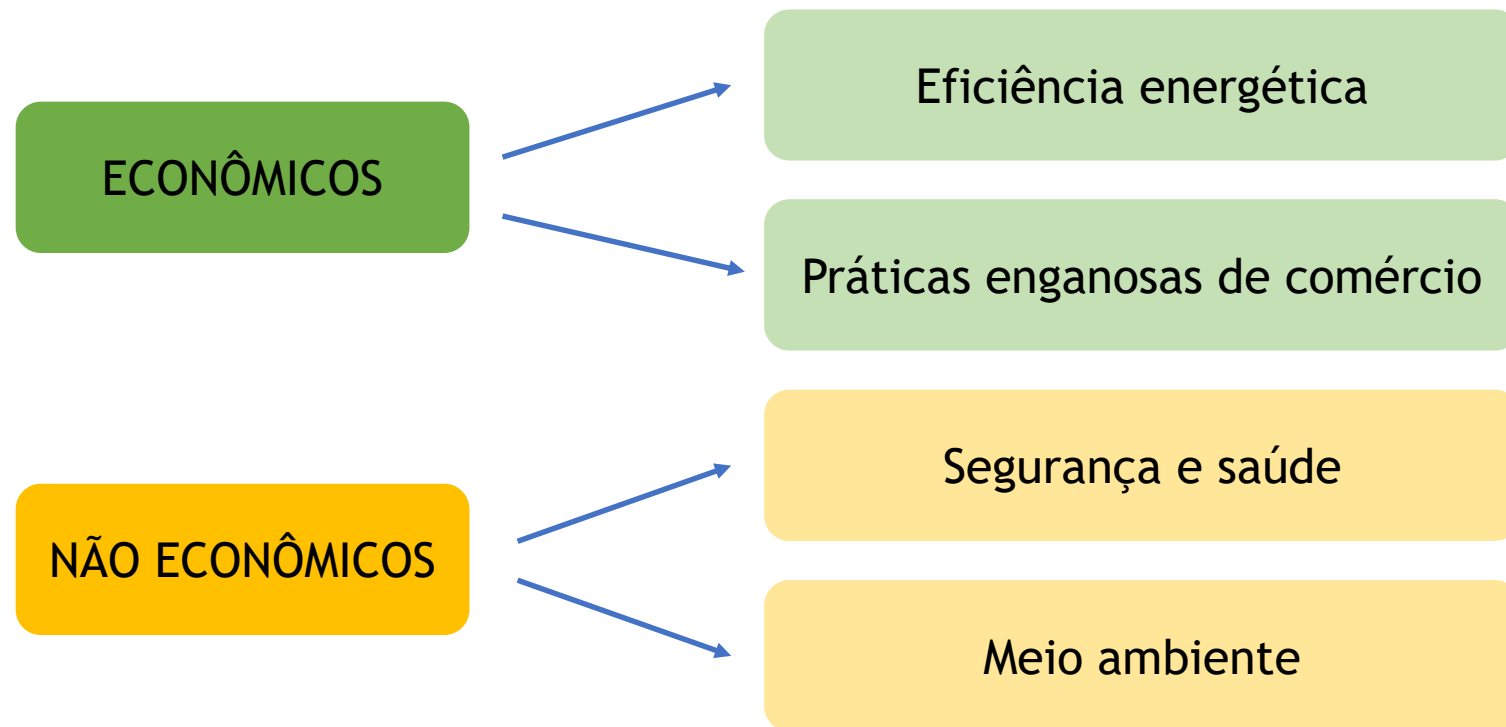 ECONÔMICOS
Eficiência energética
Práticas enganosas de comércio
NÃO ECONÔMICOS
Segurança e saúde
Meio ambiente